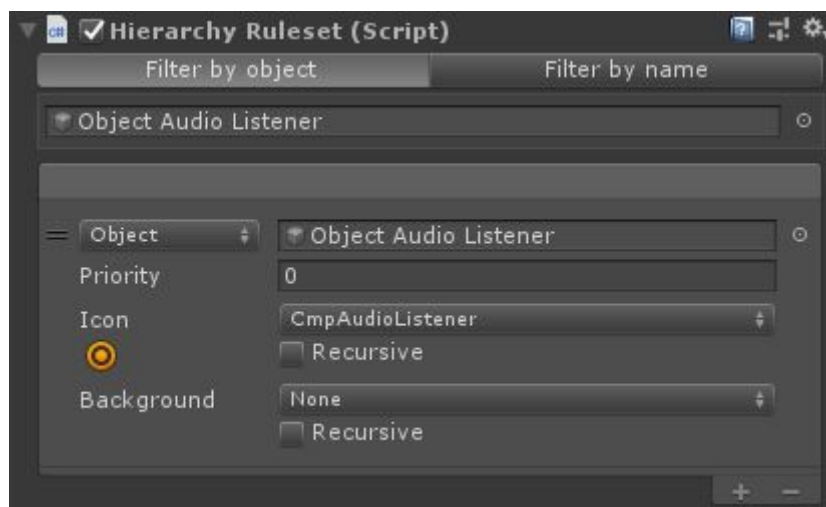 Hierarchy Ruleset (Script)
Filter by object Filter by name
Object Audio Listener
Object Object Audio Listener
Priority 0
Icon CmpAudioListener
Recursive
Background None
Recursive